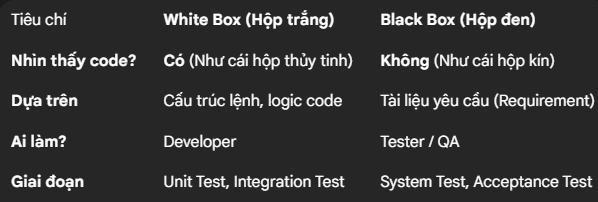 Tiêu chí White Box (Hộp trắng) Black Box (Hộp đen)
Nhìn thấy code? Có (Như cái hộp thủy tinh) Không (Như cái hộp kín)
Dựa trên Cấu trúc lệnh, logic code Tài liệu yêu cầu (Requirement)
Ai làm? Developer Tester / QA
Giai đoạn Unit Test, Integration Test System Test, Acceptance Test